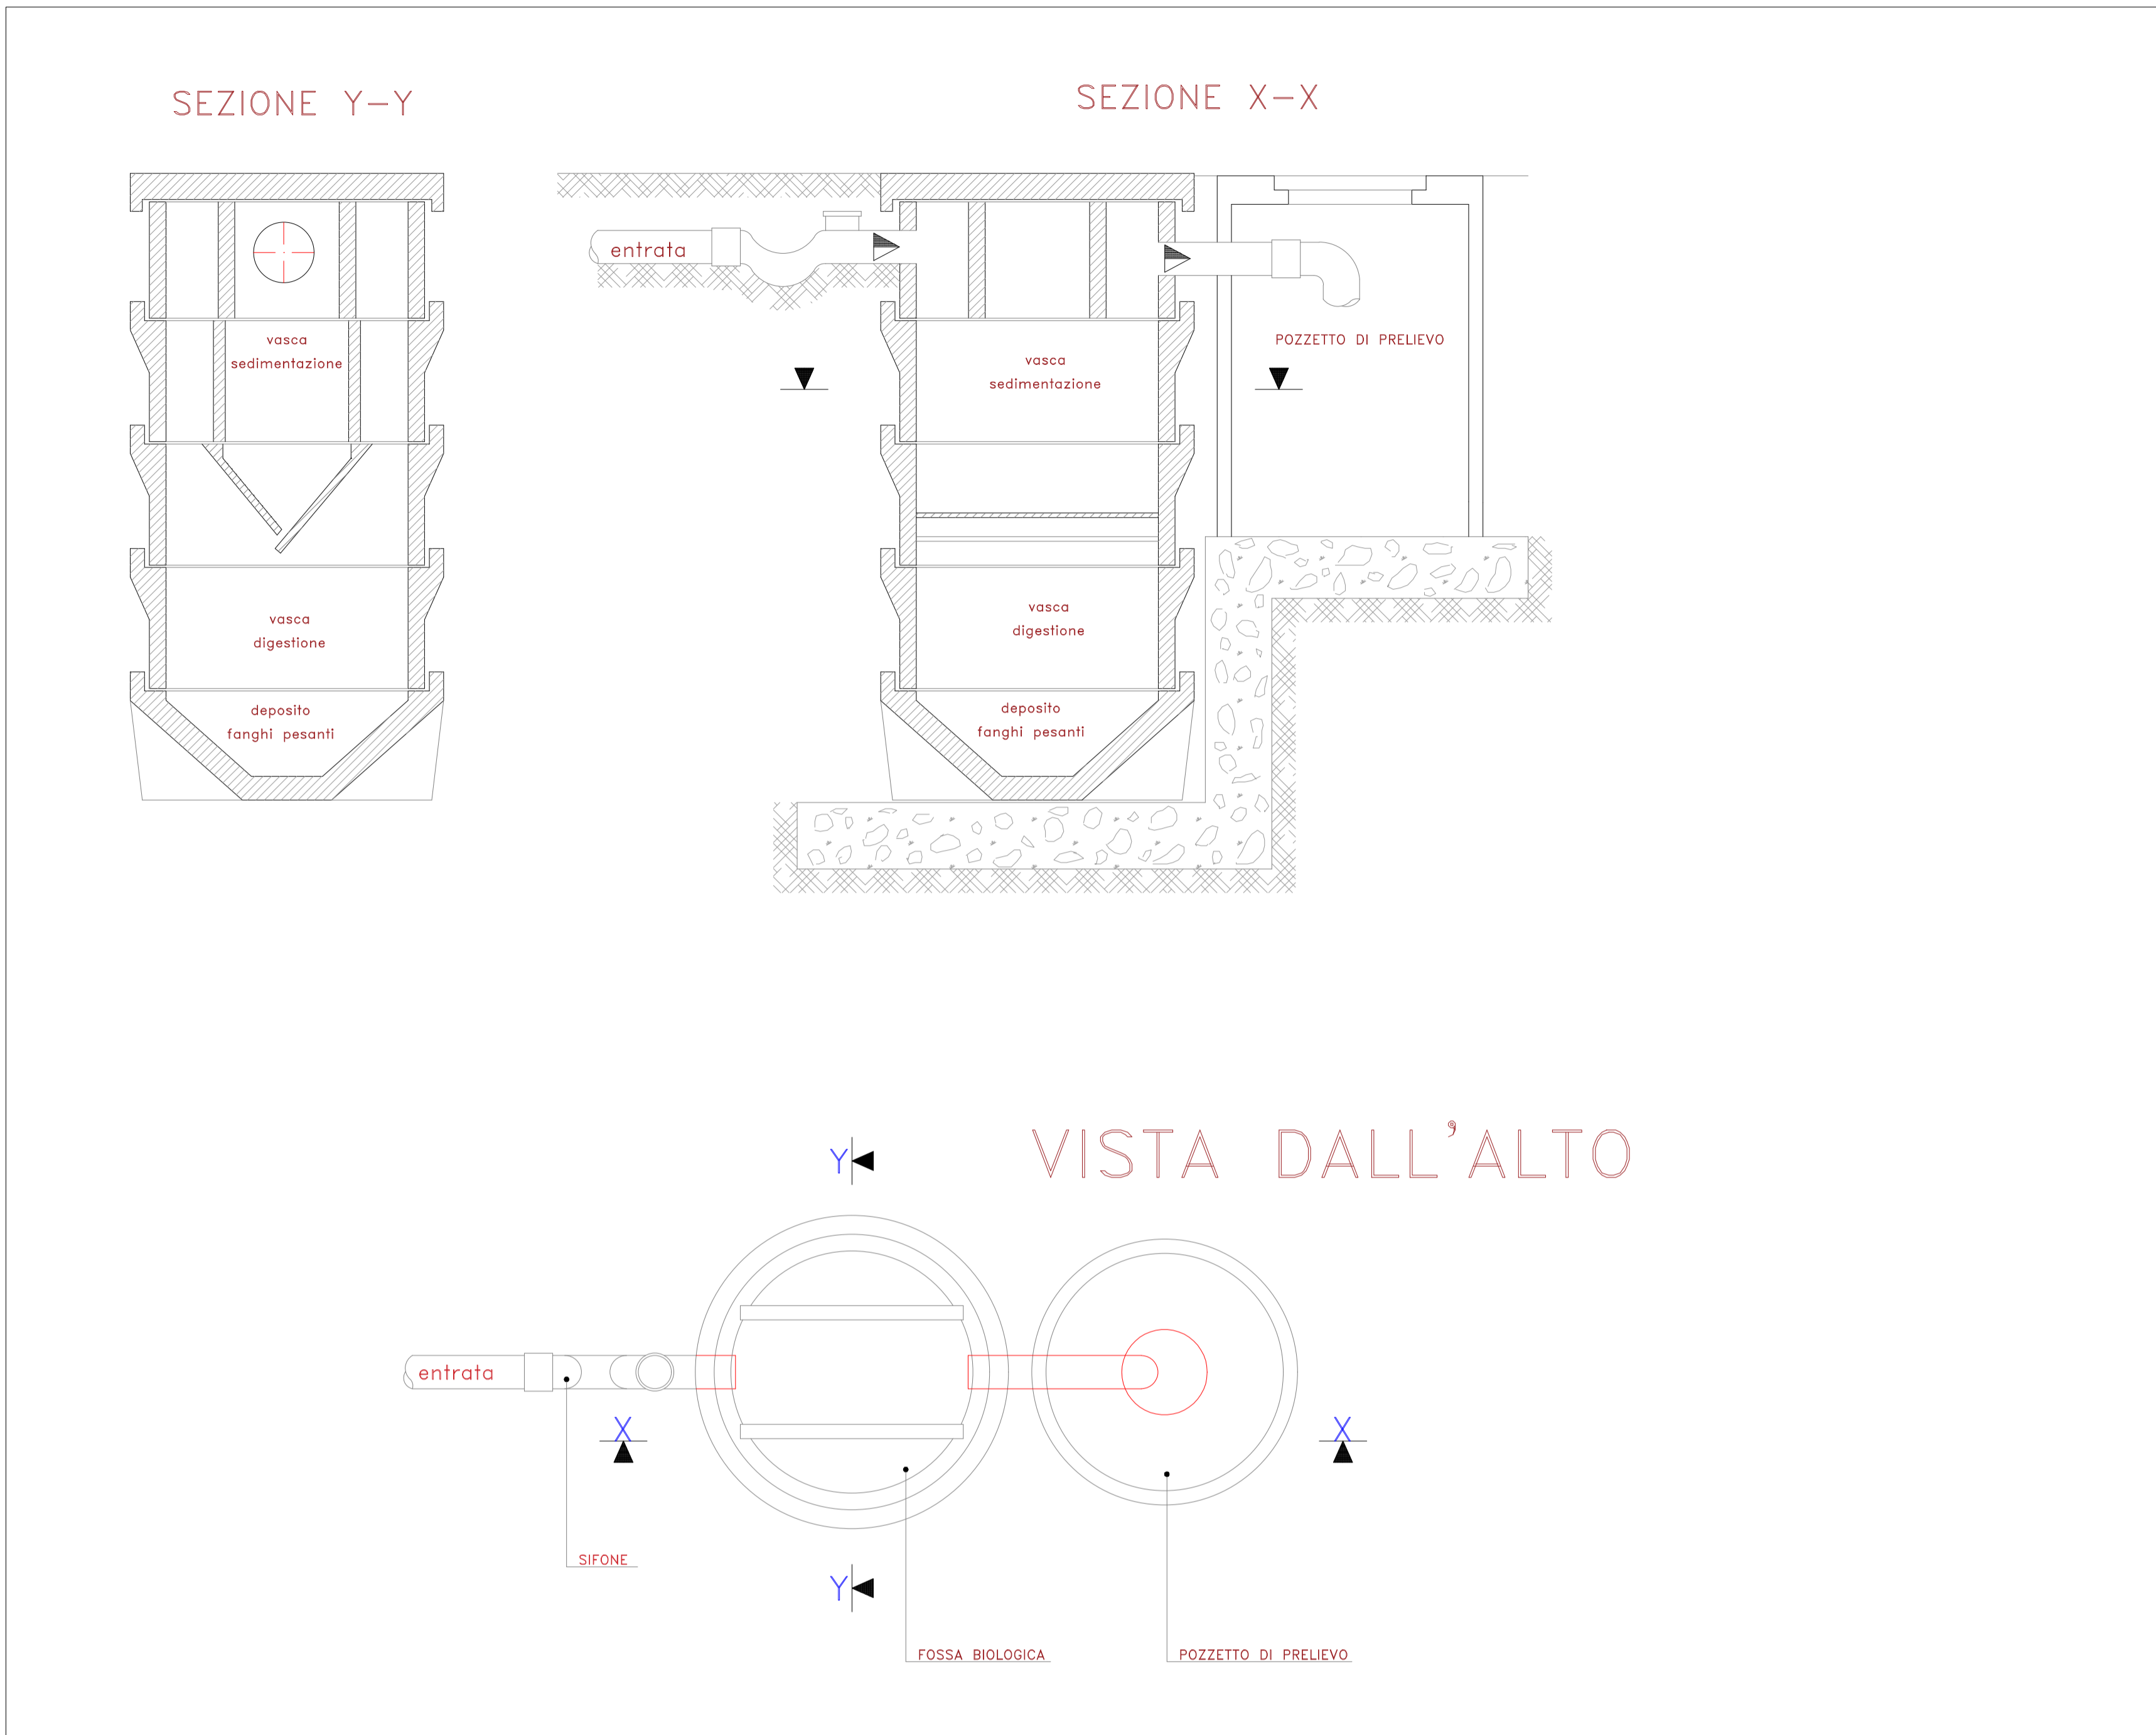 SEZIONE Y-Y
SEZIONE X-X
entrata
POZZETTO DI PRELIEVO
vasca
sedimentazione
vasca
sedimentazione
vasca
digestione
vasca
digestione
deposito
fanghi pesanti
deposito
fanghi pesanti
VISTA DALL'ALTO
Y
entrata
X
X
SIFONE
Y
FOSSA BIOLOGICA
POZZETTO DI PRELIEVO